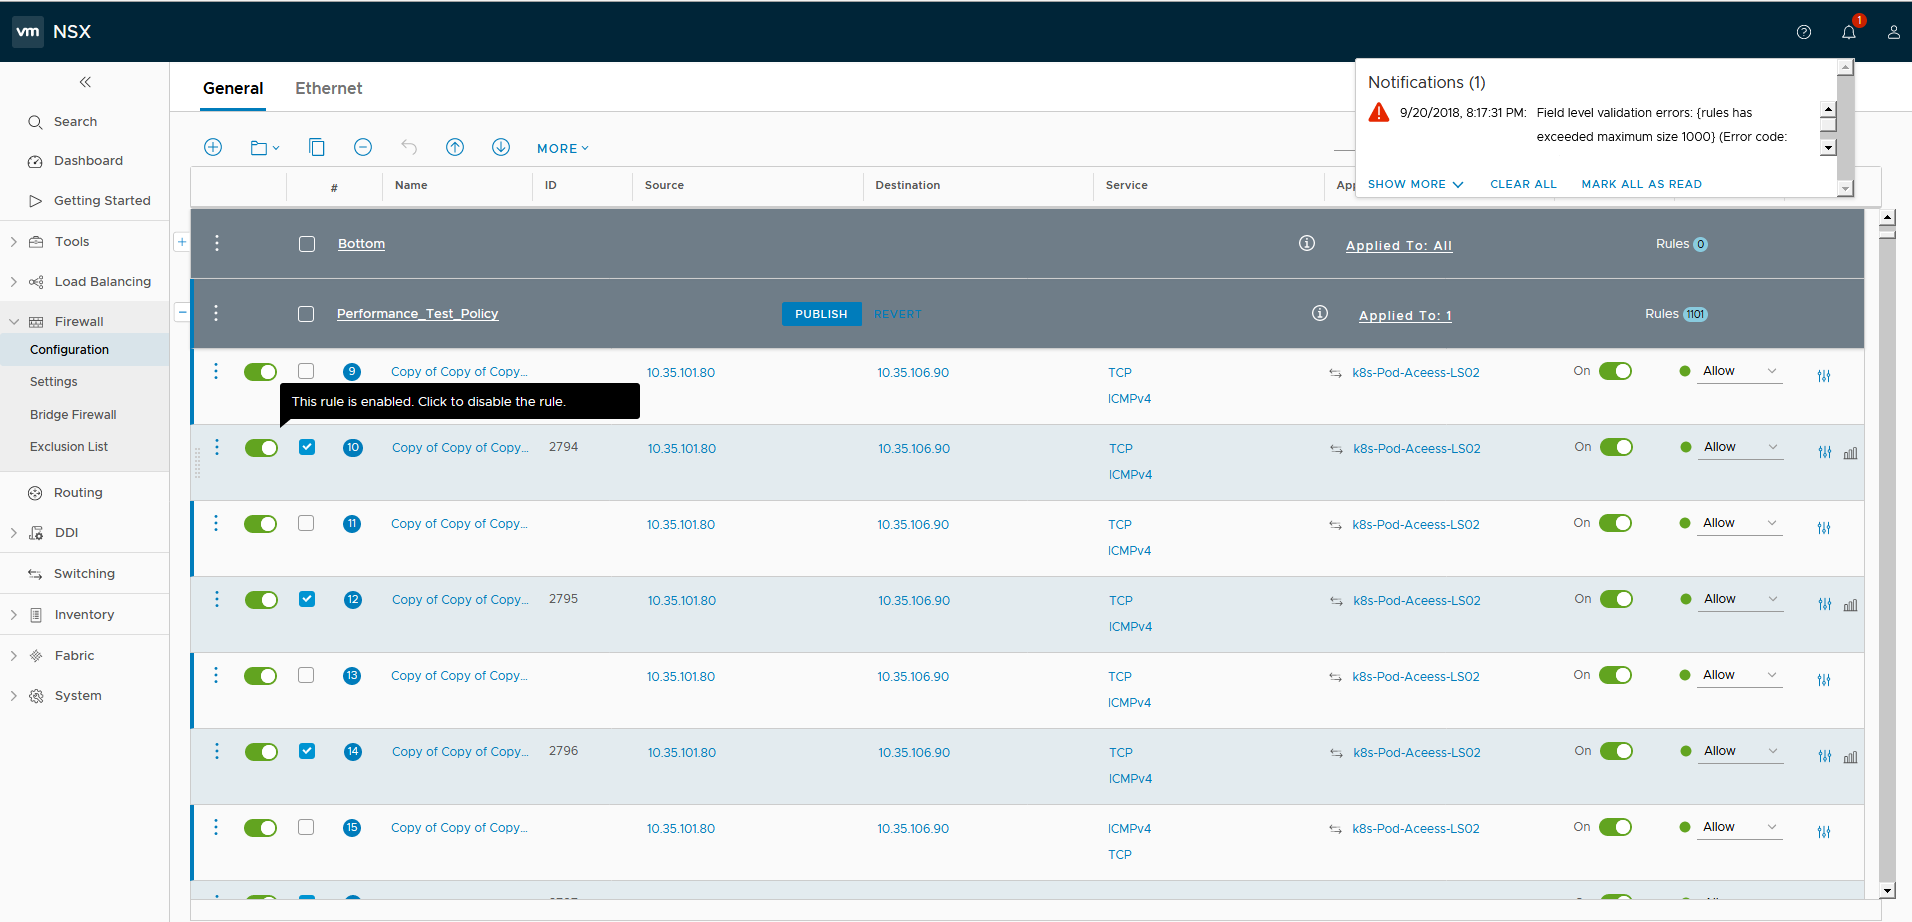 vm NSX
1
General Ethernet
Notifications (1)
9/20/2018, 8:17:31 PM: Field level validation errors: {rules has
exceeded maximum size 1000} (Error code:
SHOW MORE CLEAR ALL MARK ALL AS READ
Search
Dashboard
Getting Started
Tools
Load Balancing
Firewall
Configuration
Settings
Bridge Firewall
Exclusion List
Routing
DDI
Switching
Inventory
Fabric
System
MORE
# Name ID Source Destination Service Ap
Bottom Applied To: All Rules 0
Performance_Test_Policy PUBLISH REVERT Applied To: 1 Rules 1101
9 Copy of Copy of Copy... 10.35.101.80 10.35.106.90 TCP k8s-Pod-Aceess-LS02 On Allow
ICMPv4
This rule is enabled. Click to disable the rule.
10 Copy of Copy of Copy... 2794 10.35.101.80 10.35.106.90 TCP k8s-Pod-Aceess-LS02 On Allow
ICMPv4
11 Copy of Copy of Copy... 10.35.101.80 10.35.106.90 TCP k8s-Pod-Aceess-LS02 On Allow
ICMPv4
12 Copy of Copy of Copy... 2795 10.35.101.80 10.35.106.90 TCP k8s-Pod-Aceess-LS02 On Allow
ICMPv4
13 Copy of Copy of Copy... 10.35.101.80 10.35.106.90 TCP k8s-Pod-Aceess-LS02 On Allow
ICMPv4
14 Copy of Copy of Copy... 2796 10.35.101.80 10.35.106.90 TCP k8s-Pod-Aceess-LS02 On Allow
ICMPv4
15 Copy of Copy of Copy... 10.35.101.80 10.35.106.90 ICMPv4 k8s-Pod-Aceess-LS02 On Allow
TCP